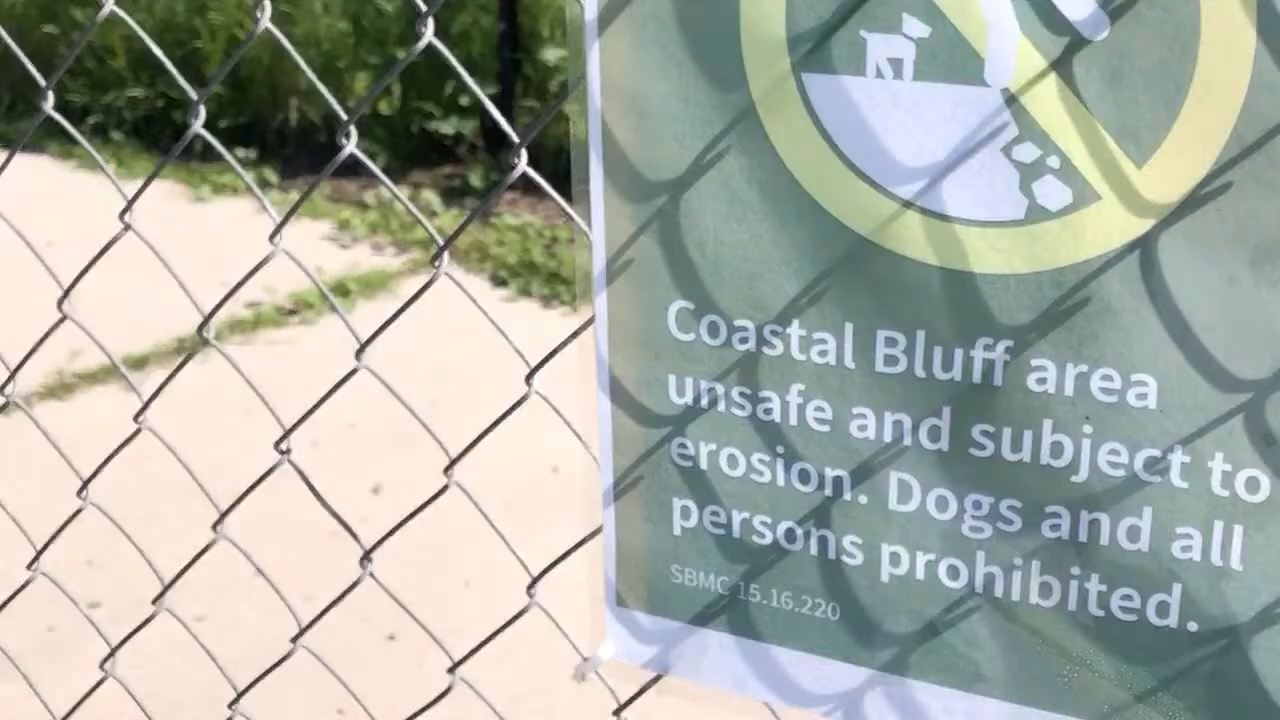 Coastal Bluff area
unsafe and subject to
erosion. Dogs and all
persons prohibited.
SBMC 15.16.220